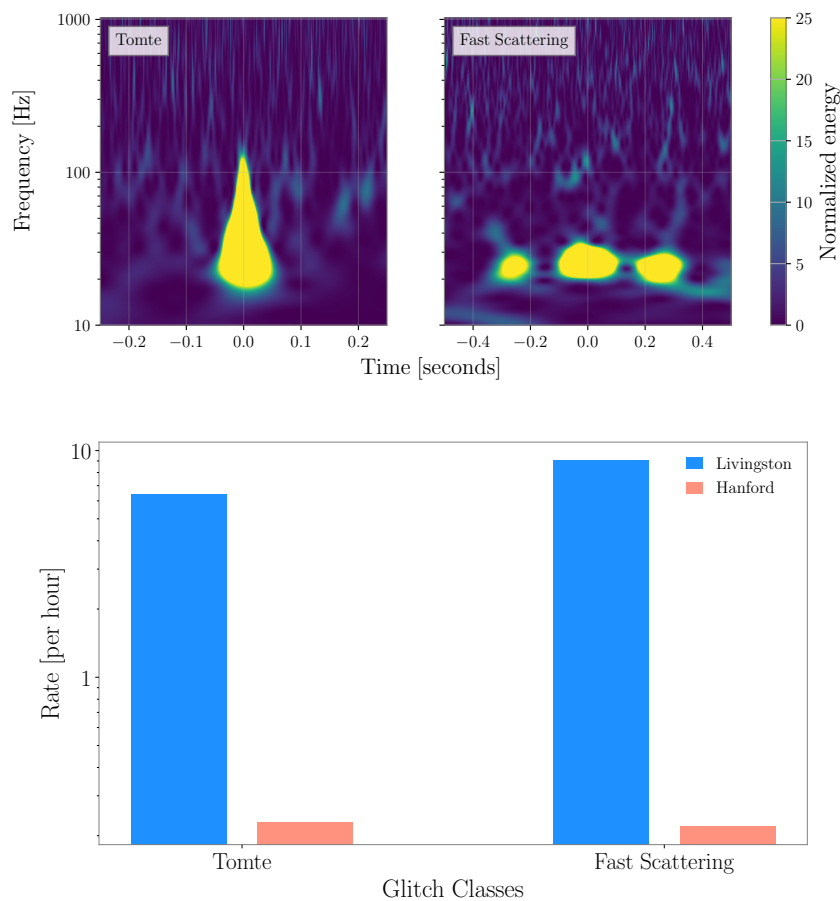 1000
100
10
Frequency [Hz]
Tomte
Fast Scattering
−0.2 −0.1 0.0 0.1 0.2
−0.4 −0.2 0.0 0.2 0.4
Time [seconds]
25
20
15
10
5
0
Normalized energy
10
1
Rate [per hour]
Livingston
Hanford
Tomte Fast Scattering
Glitch Classes